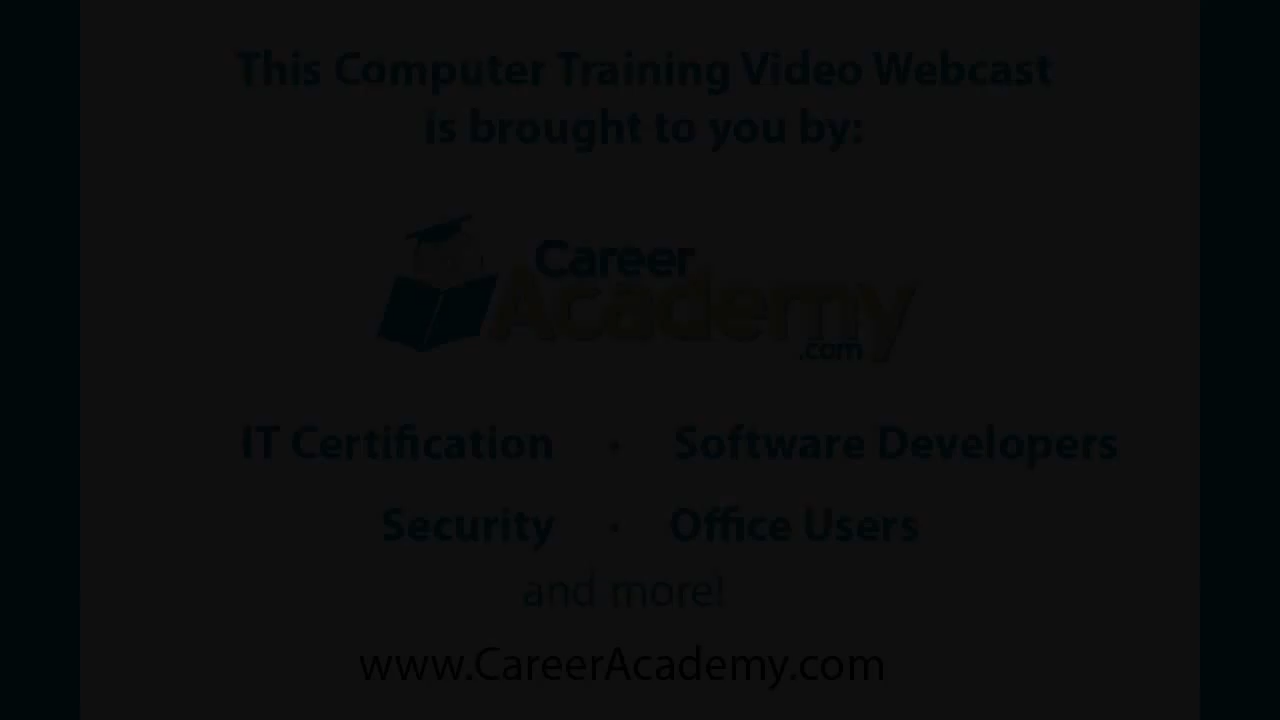 This Computer Training Video Webcast
is brought to you by:
Career
Academy
.com
IT Certification • Software Developers
Security • Office Users
and more!
www.CareerAcademy.com